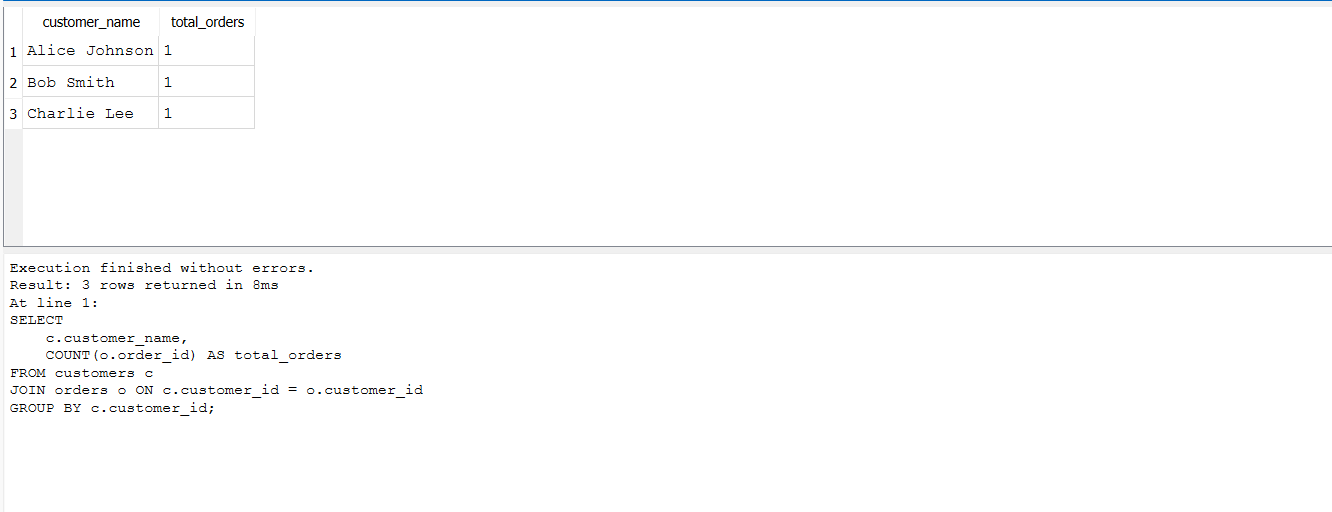 customer_name total_orders
1 Alice Johnson 1
2 Bob Smith 1
3 Charlie Lee 1
Execution finished without errors.
Result: 3 rows returned in 8ms
At line 1:
SELECT
    c.customer_name,
    COUNT(o.order_id) AS total_orders
FROM customers c
JOIN orders o ON c.customer_id = o.customer_id
GROUP BY c.customer_id;